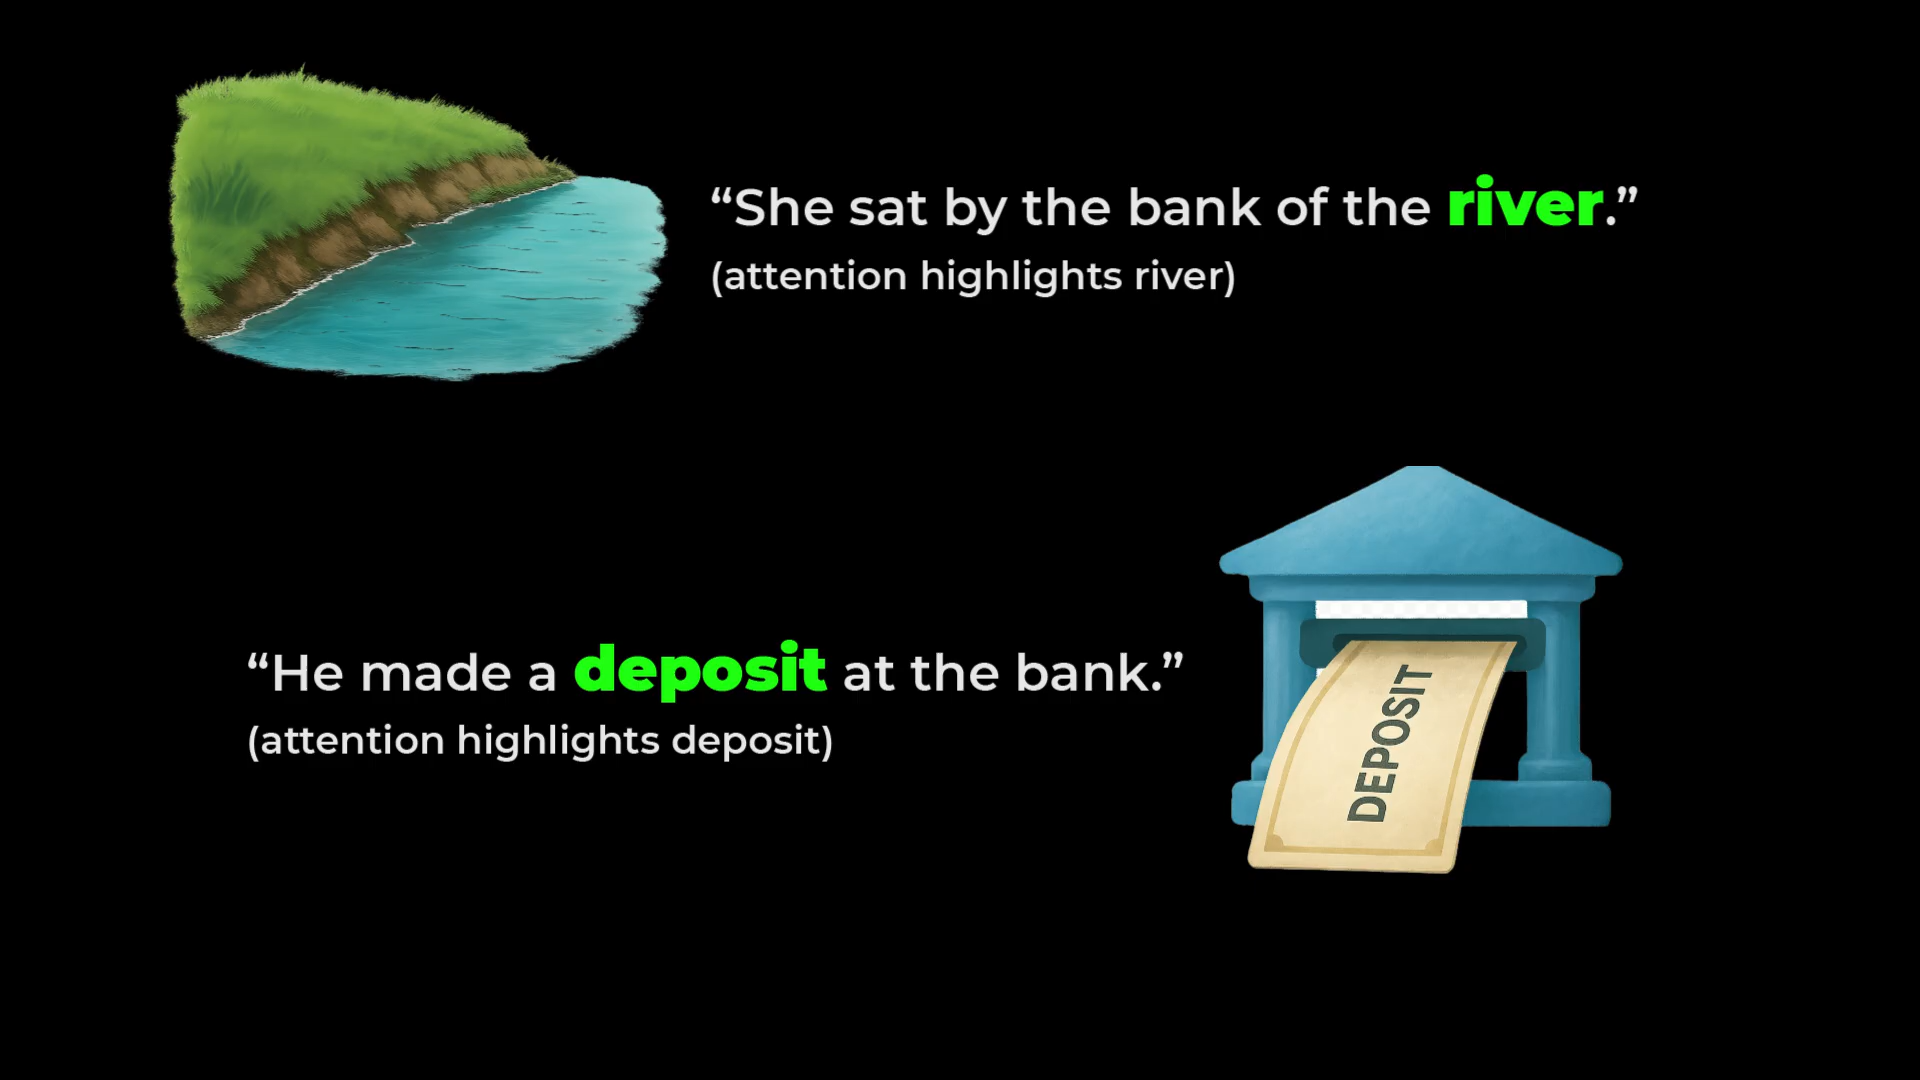 “She sat by the bank of the river.”
(attention highlights river)
“He made a deposit at the bank.”
(attention highlights deposit)
DEPOSIT